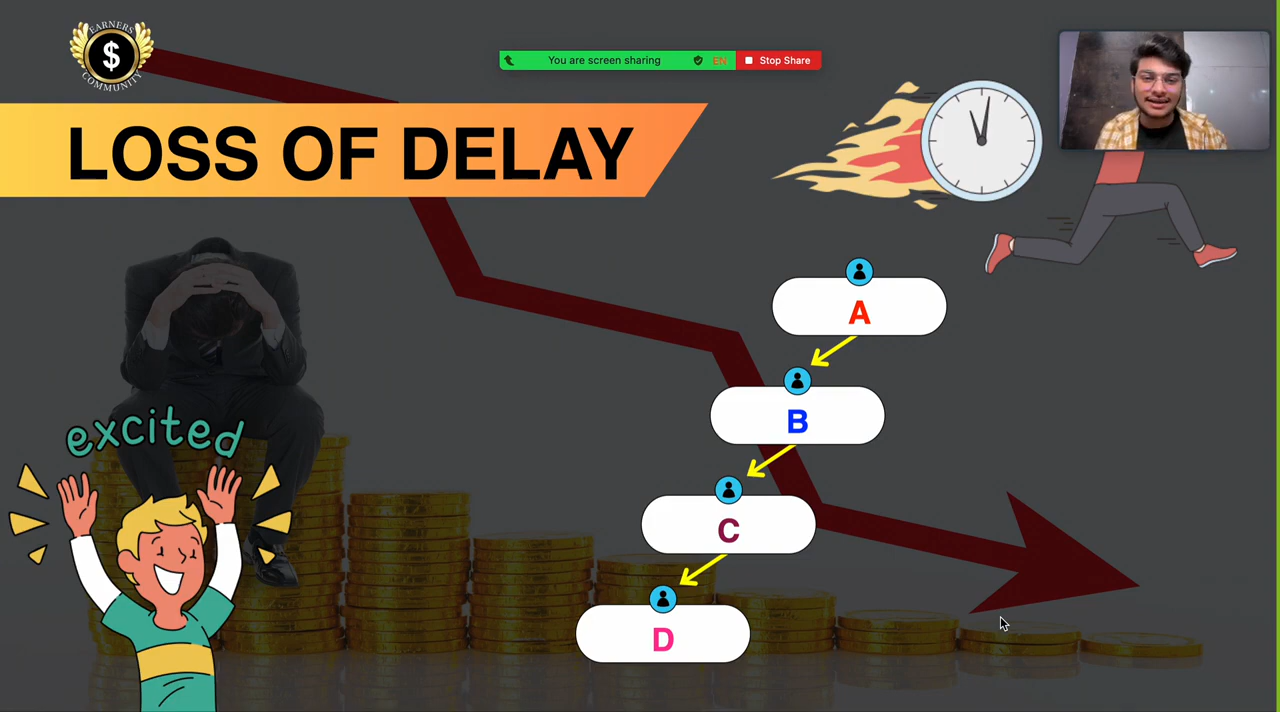 EARNERS
$
COMMUNITY
You are screen sharing
EN
Stop Share
LOSS OF DELAY
A
B
excited
C
D